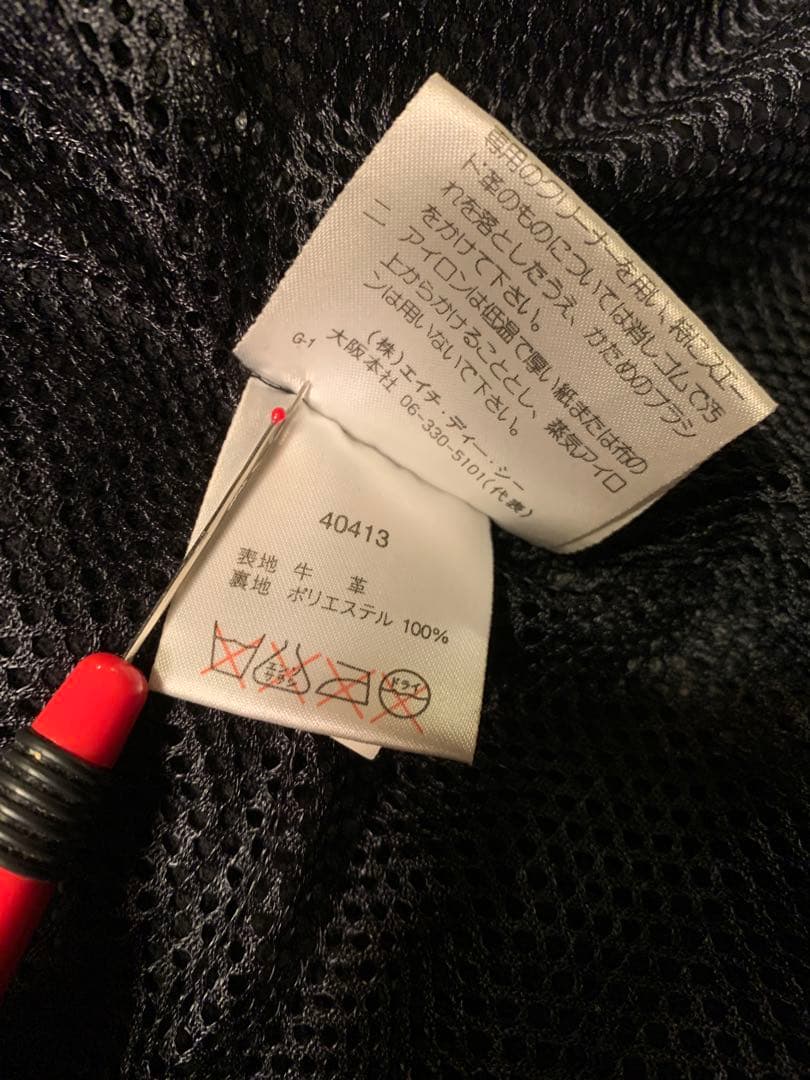 専用のクリーナーを用い、特にスエー
ド革のものについては消しゴムで汚
れを落としたうえ、かためのブラシ
をかけて下さい。
二 アイロンは低温で厚い紙または布の
上からかけることとし、蒸気アイロ
ンは用いないで下さい。
(株)エイチ・ディー・シー
大阪本社 06-330-5101(代表)
G-1
40413
表地 牛 革
裏地 ポリエステル 100%
エンソ
サラシ
ドライ